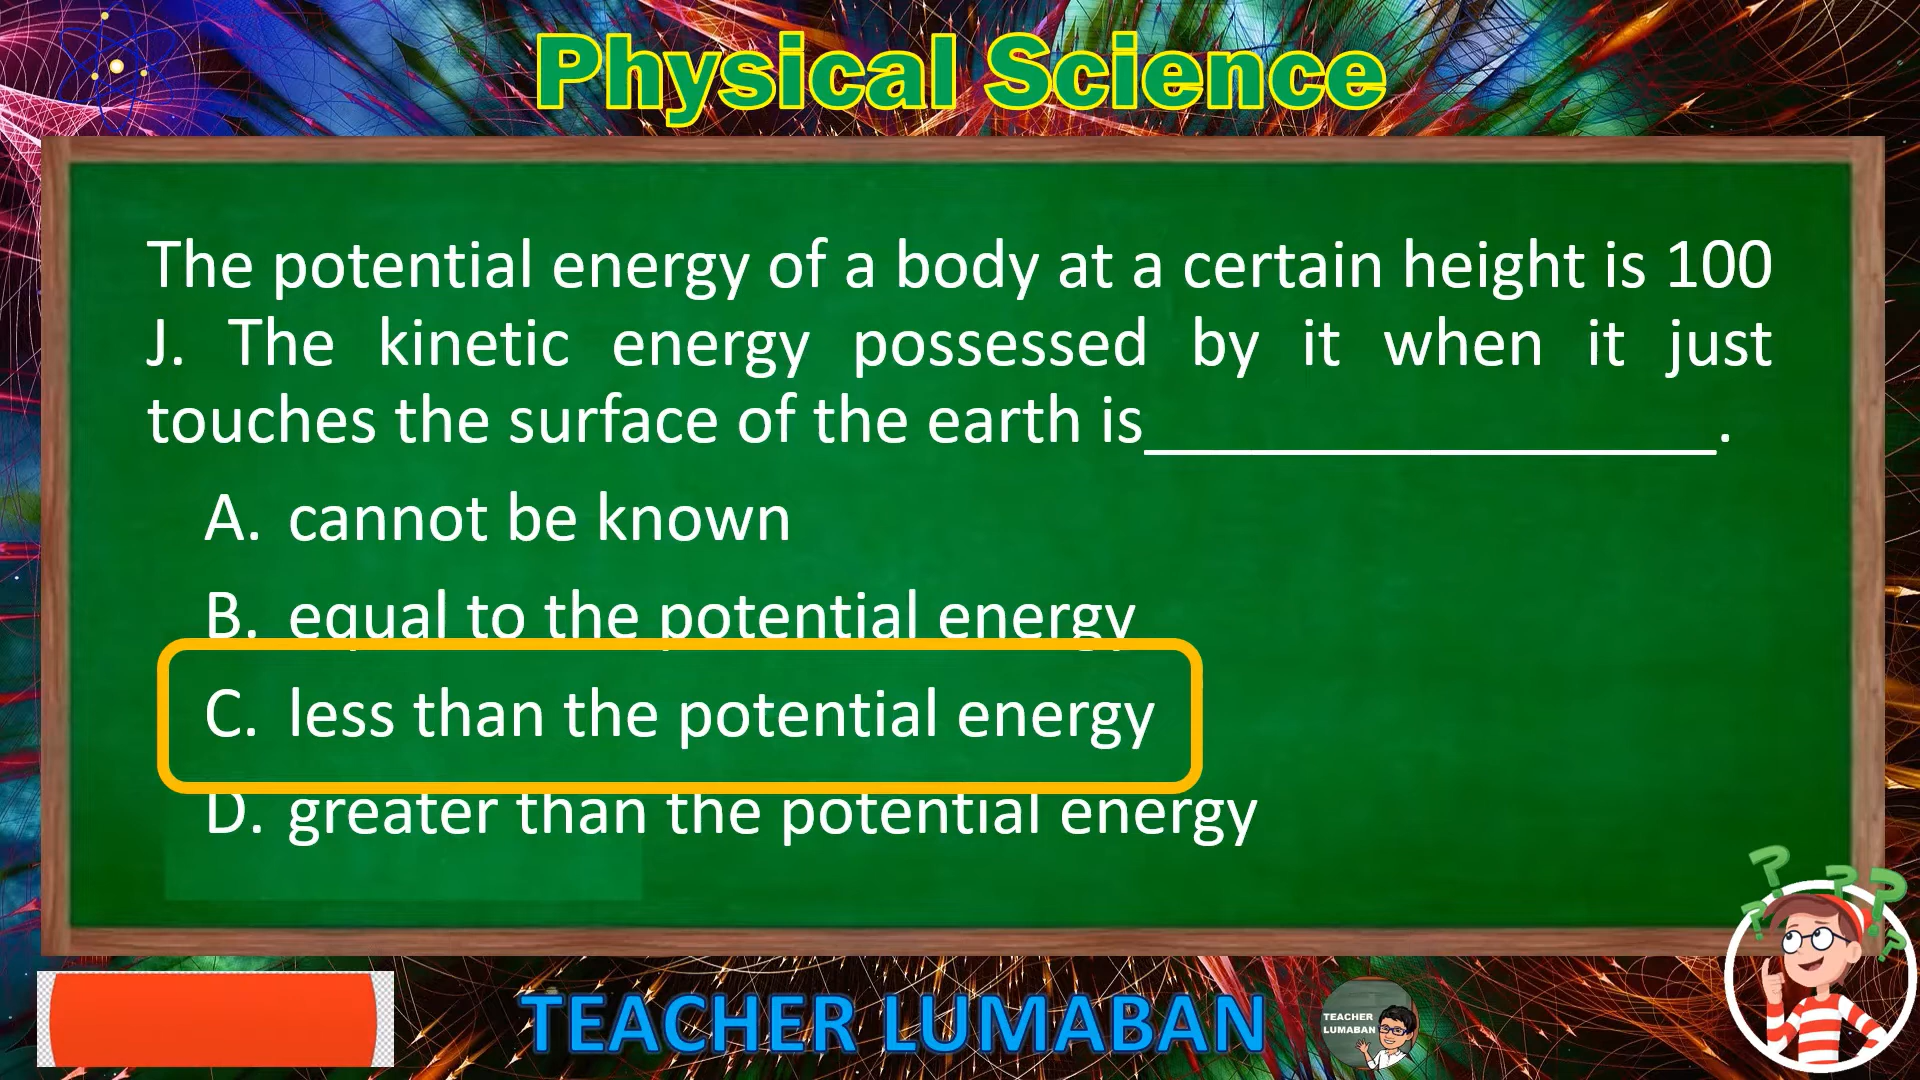 Physical Science
The potential energy of a body at a certain height is 100
J. The kinetic energy possessed by it when it just
touches the surface of the earth is_________________.
A. cannot be known
B. equal to the potential energy
C. less than the potential energy
D. greater than the potential energy
TEACHER LUMABAN
TEACHER
LUMABAN